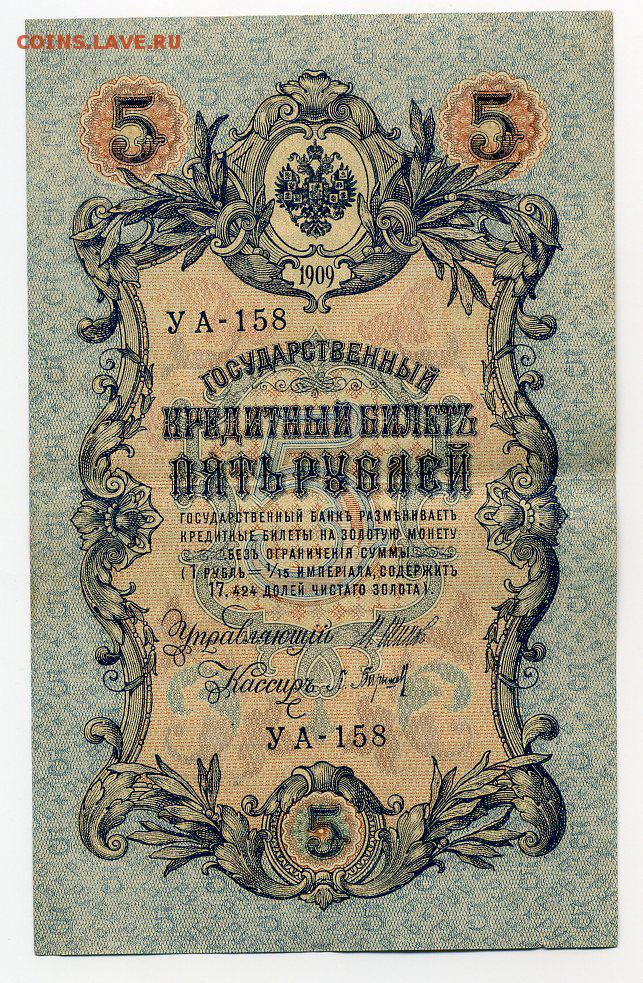 COINS.LAVE.RU
5 5
1909
УА-158
ГОСУДАРСТВЕННЫЙ
КРЕДИТНЫЙ БИЛЕТЪ
ПЯТЬ РУБЛЕЙ
5
ГОСУДАРСТВЕННЫЙ БАНКЪ РАЗМѢНИВАЕТЪ
КРЕДИТНЫЕ БИЛЕТЫ НА ЗОЛОТУЮ МОНЕТУ
БЕЗЪ ОГРАНИЧЕНІЯ СУММЫ
(1 РУБЛЬ = 1/15 ИМПЕРІАЛА, СОДЕРЖИТЪ
17,424 ДОЛЕЙ ЧИСТАГО ЗОЛОТА).
Управляющій
Кассиръ
УА-158
5